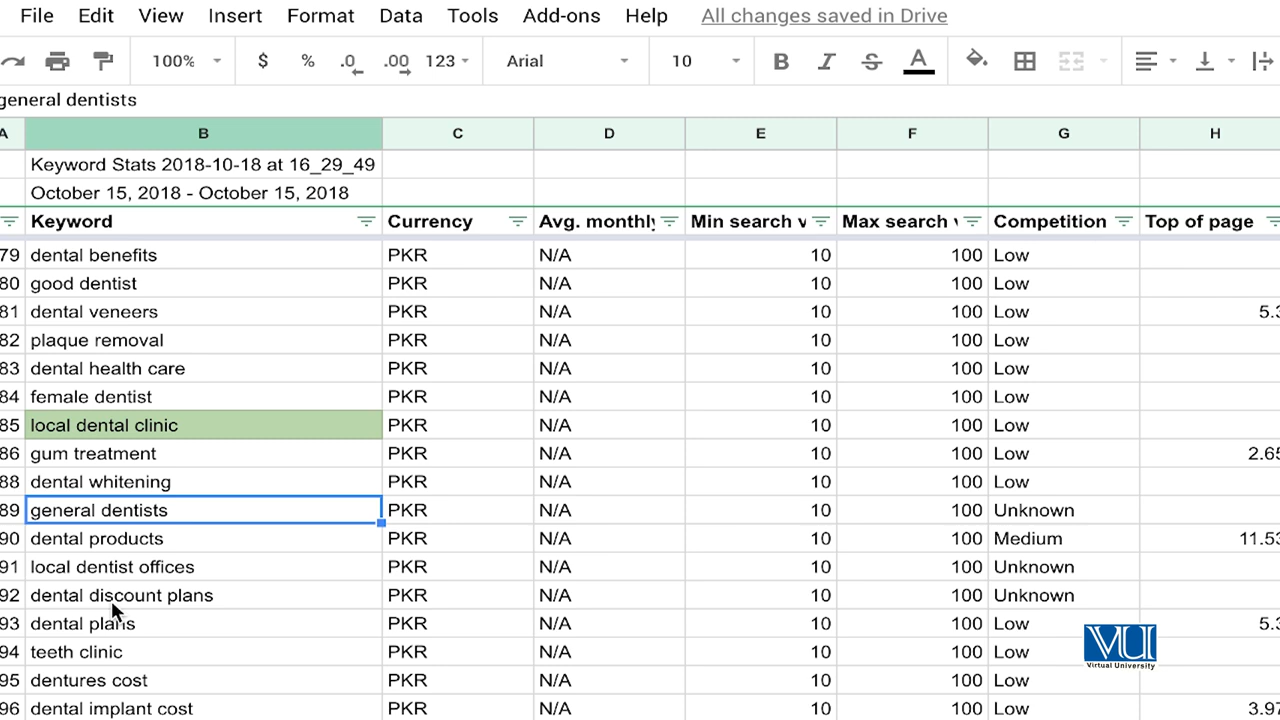 File Edit View Insert Format Data Tools Add-ons Help All changes saved in Drive
100% $ % .0 .00 123 Arial 10 B I S A
general dentists
A B C D E F G H
Keyword Stats 2018-10-18 at 16_29_49
October 15, 2018 - October 15, 2018
Keyword Currency Avg. monthly Min search v Max search v Competition Top of page
79 dental benefits PKR N/A 10 100 Low
80 good dentist PKR N/A 10 100 Low
81 dental veneers PKR N/A 10 100 Low 5.3
82 plaque removal PKR N/A 10 100 Low
83 dental health care PKR N/A 10 100 Low
84 female dentist PKR N/A 10 100 Low
85 local dental clinic PKR N/A 10 100 Low
86 gum treatment PKR N/A 10 100 Low 2.65
88 dental whitening PKR N/A 10 100 Low
89 general dentists PKR N/A 10 100 Unknown
90 dental products PKR N/A 10 100 Medium 11.53
91 local dentist offices PKR N/A 10 100 Unknown
92 dental discount plans PKR N/A 10 100 Unknown
93 dental plans PKR N/A 10 100 Low 5.3
94 teeth clinic PKR N/A 10 100 Low
95 dentures cost PKR N/A 10 100 Low
96 dental implant cost PKR N/A 10 100 Low 3.97
VU
Virtual University